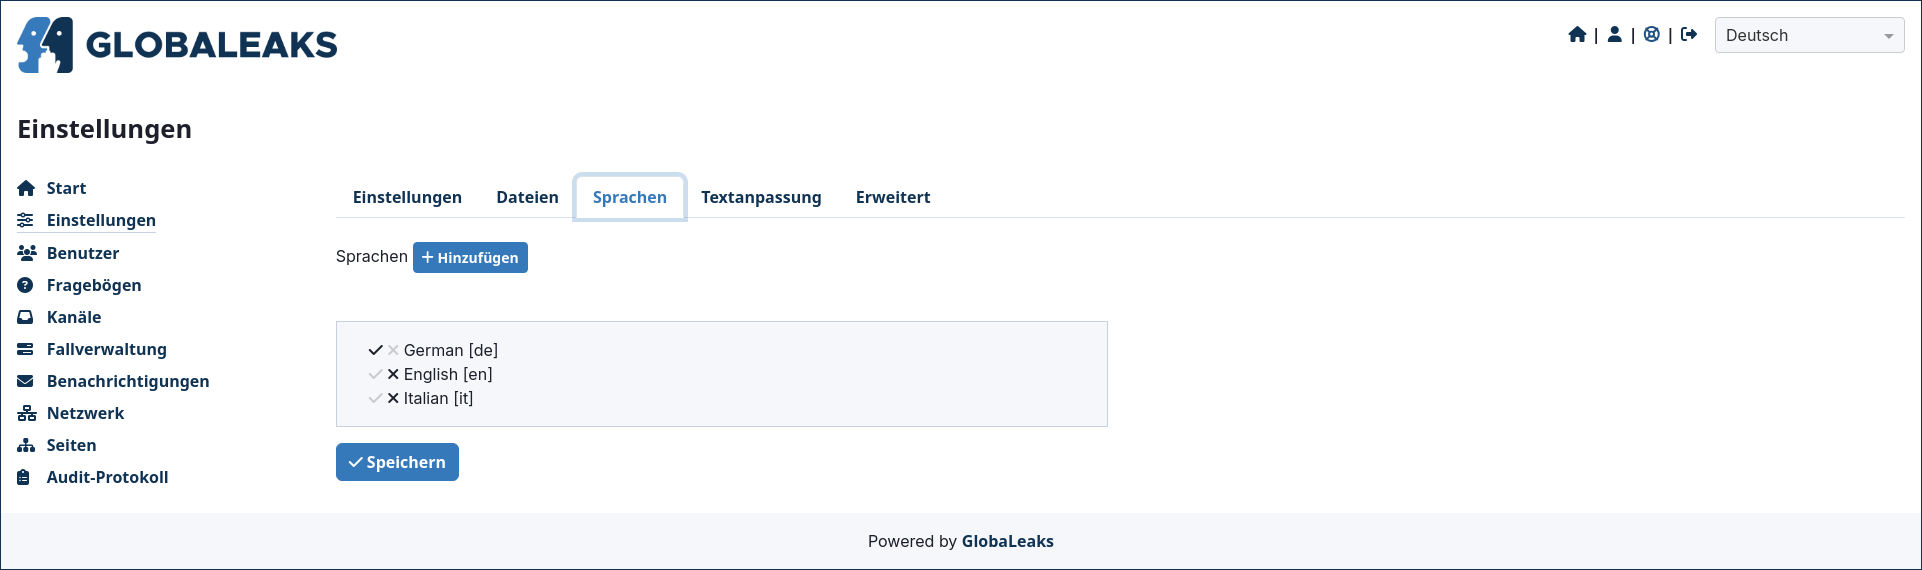 GLOBALEAKS
| | |
Deutsch
Einstellungen
Start
Einstellungen
Benutzer
Fragebögen
Kanäle
Fallverwaltung
Benachrichtigungen
Netzwerk
Seiten
Audit-Protokoll
Einstellungen Dateien Sprachen Textanpassung Erweitert
Sprachen + Hinzufügen
German [de]
English [en]
Italian [it]
Speichern
Powered by GlobaLeaks